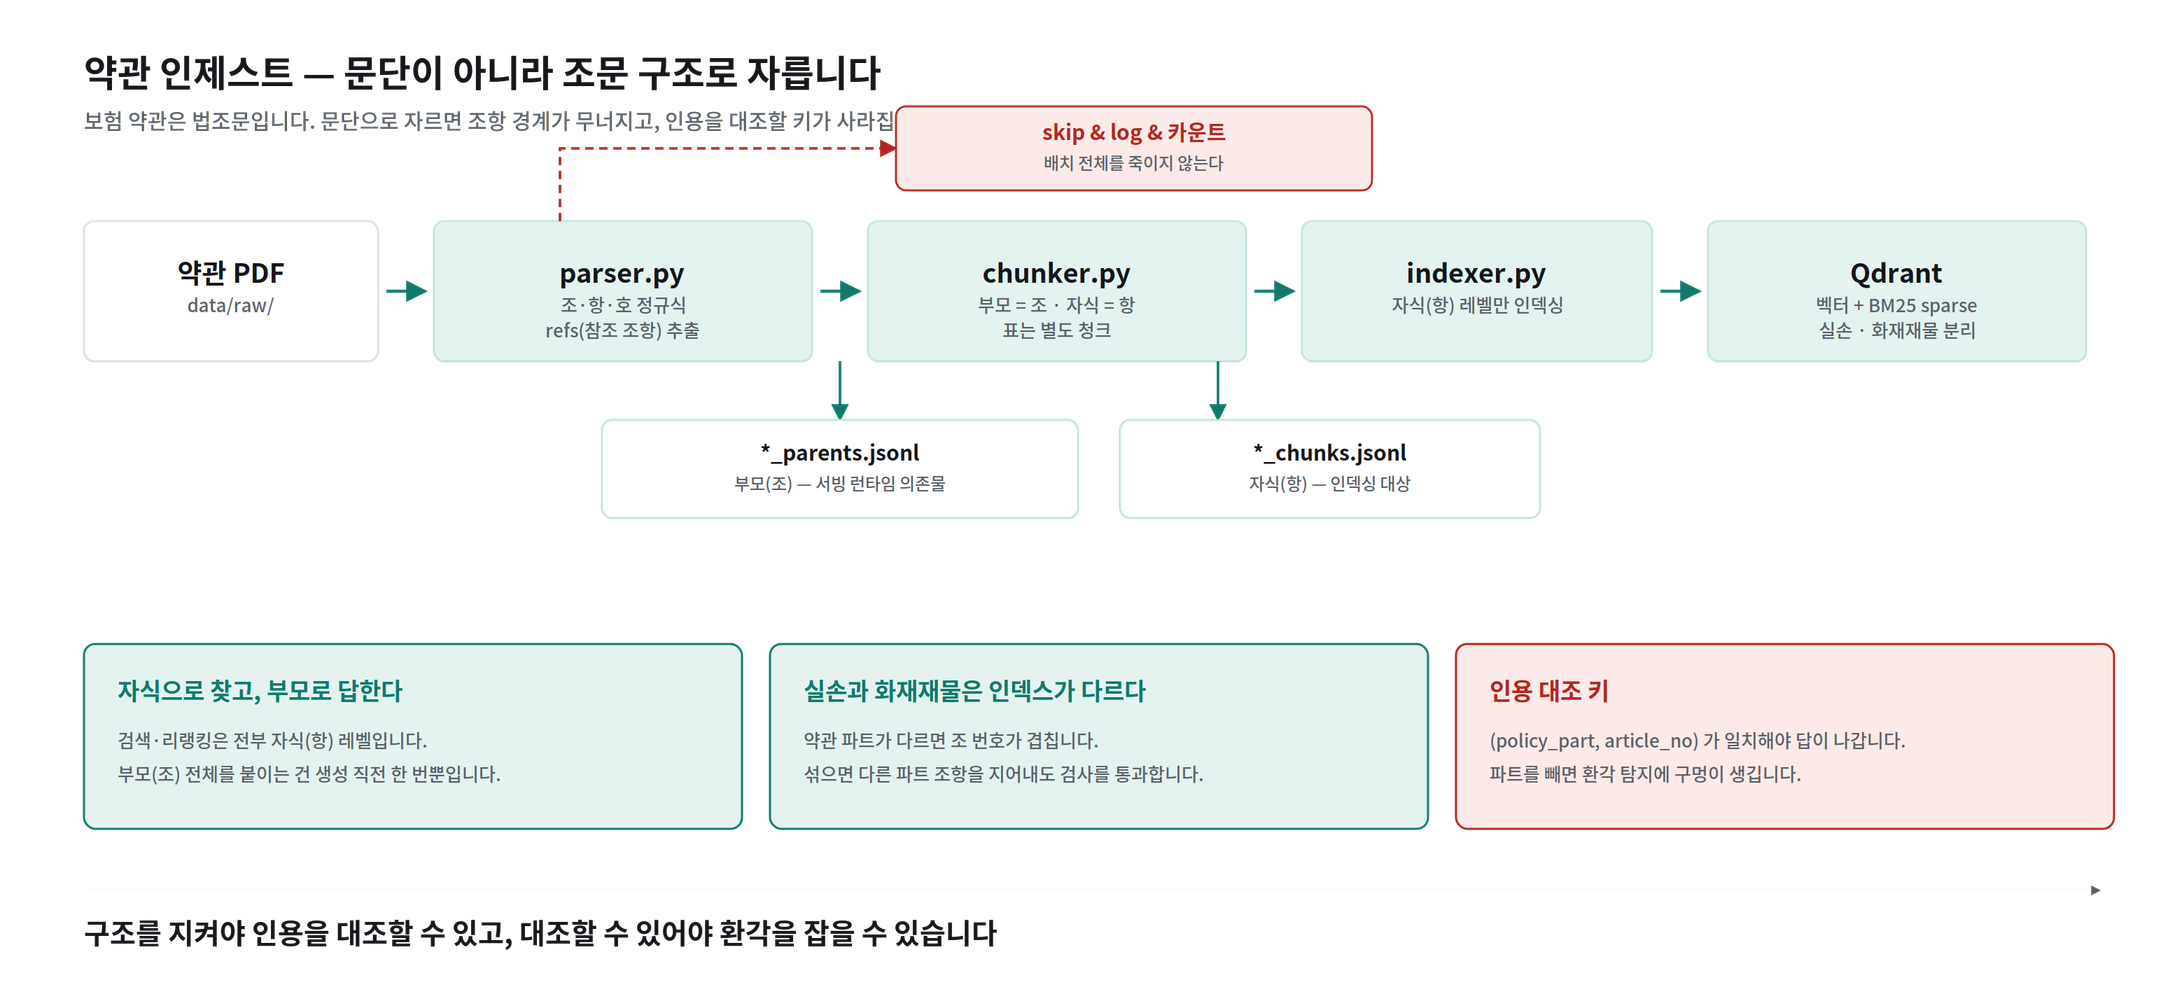 약관 인제스트 — 문단이 아니라 조문 구조로 자릅니다
보험 약관은 법조문입니다. 문단으로 자르면 조항 경계가 무너지고, 인용을 대조할 키가 사라집
skip & log & 카운트
배치 전체를 죽이지 않는다
약관 PDF
data/raw/
parser.py
조·항·호 정규식
refs(참조 조항) 추출
chunker.py
부모 = 조 · 자식 = 항
표는 별도 청크
indexer.py
자식(항) 레벨만 인덱싱
Qdrant
벡터 + BM25 sparse
실손 · 화재재물 분리
*_parents.jsonl
부모(조) — 서빙 런타임 의존물
*_chunks.jsonl
자식(항) — 인덱싱 대상
자식으로 찾고, 부모로 답한다
검색·리랭킹은 전부 자식(항) 레벨입니다.
부모(조) 전체를 붙이는 건 생성 직전 한 번뿐입니다.
실손과 화재재물은 인덱스가 다르다
약관 파트가 다르면 조 번호가 겹칩니다.
섞으면 다른 파트 조항을 지어내도 검사를 통과합니다.
인용 대조 키
(policy_part, article_no) 가 일치해야 답이 나갑니다.
파트를 빼면 환각 탐지에 구멍이 생깁니다.
구조를 지켜야 인용을 대조할 수 있고, 대조할 수 있어야 환각을 잡을 수 있습니다